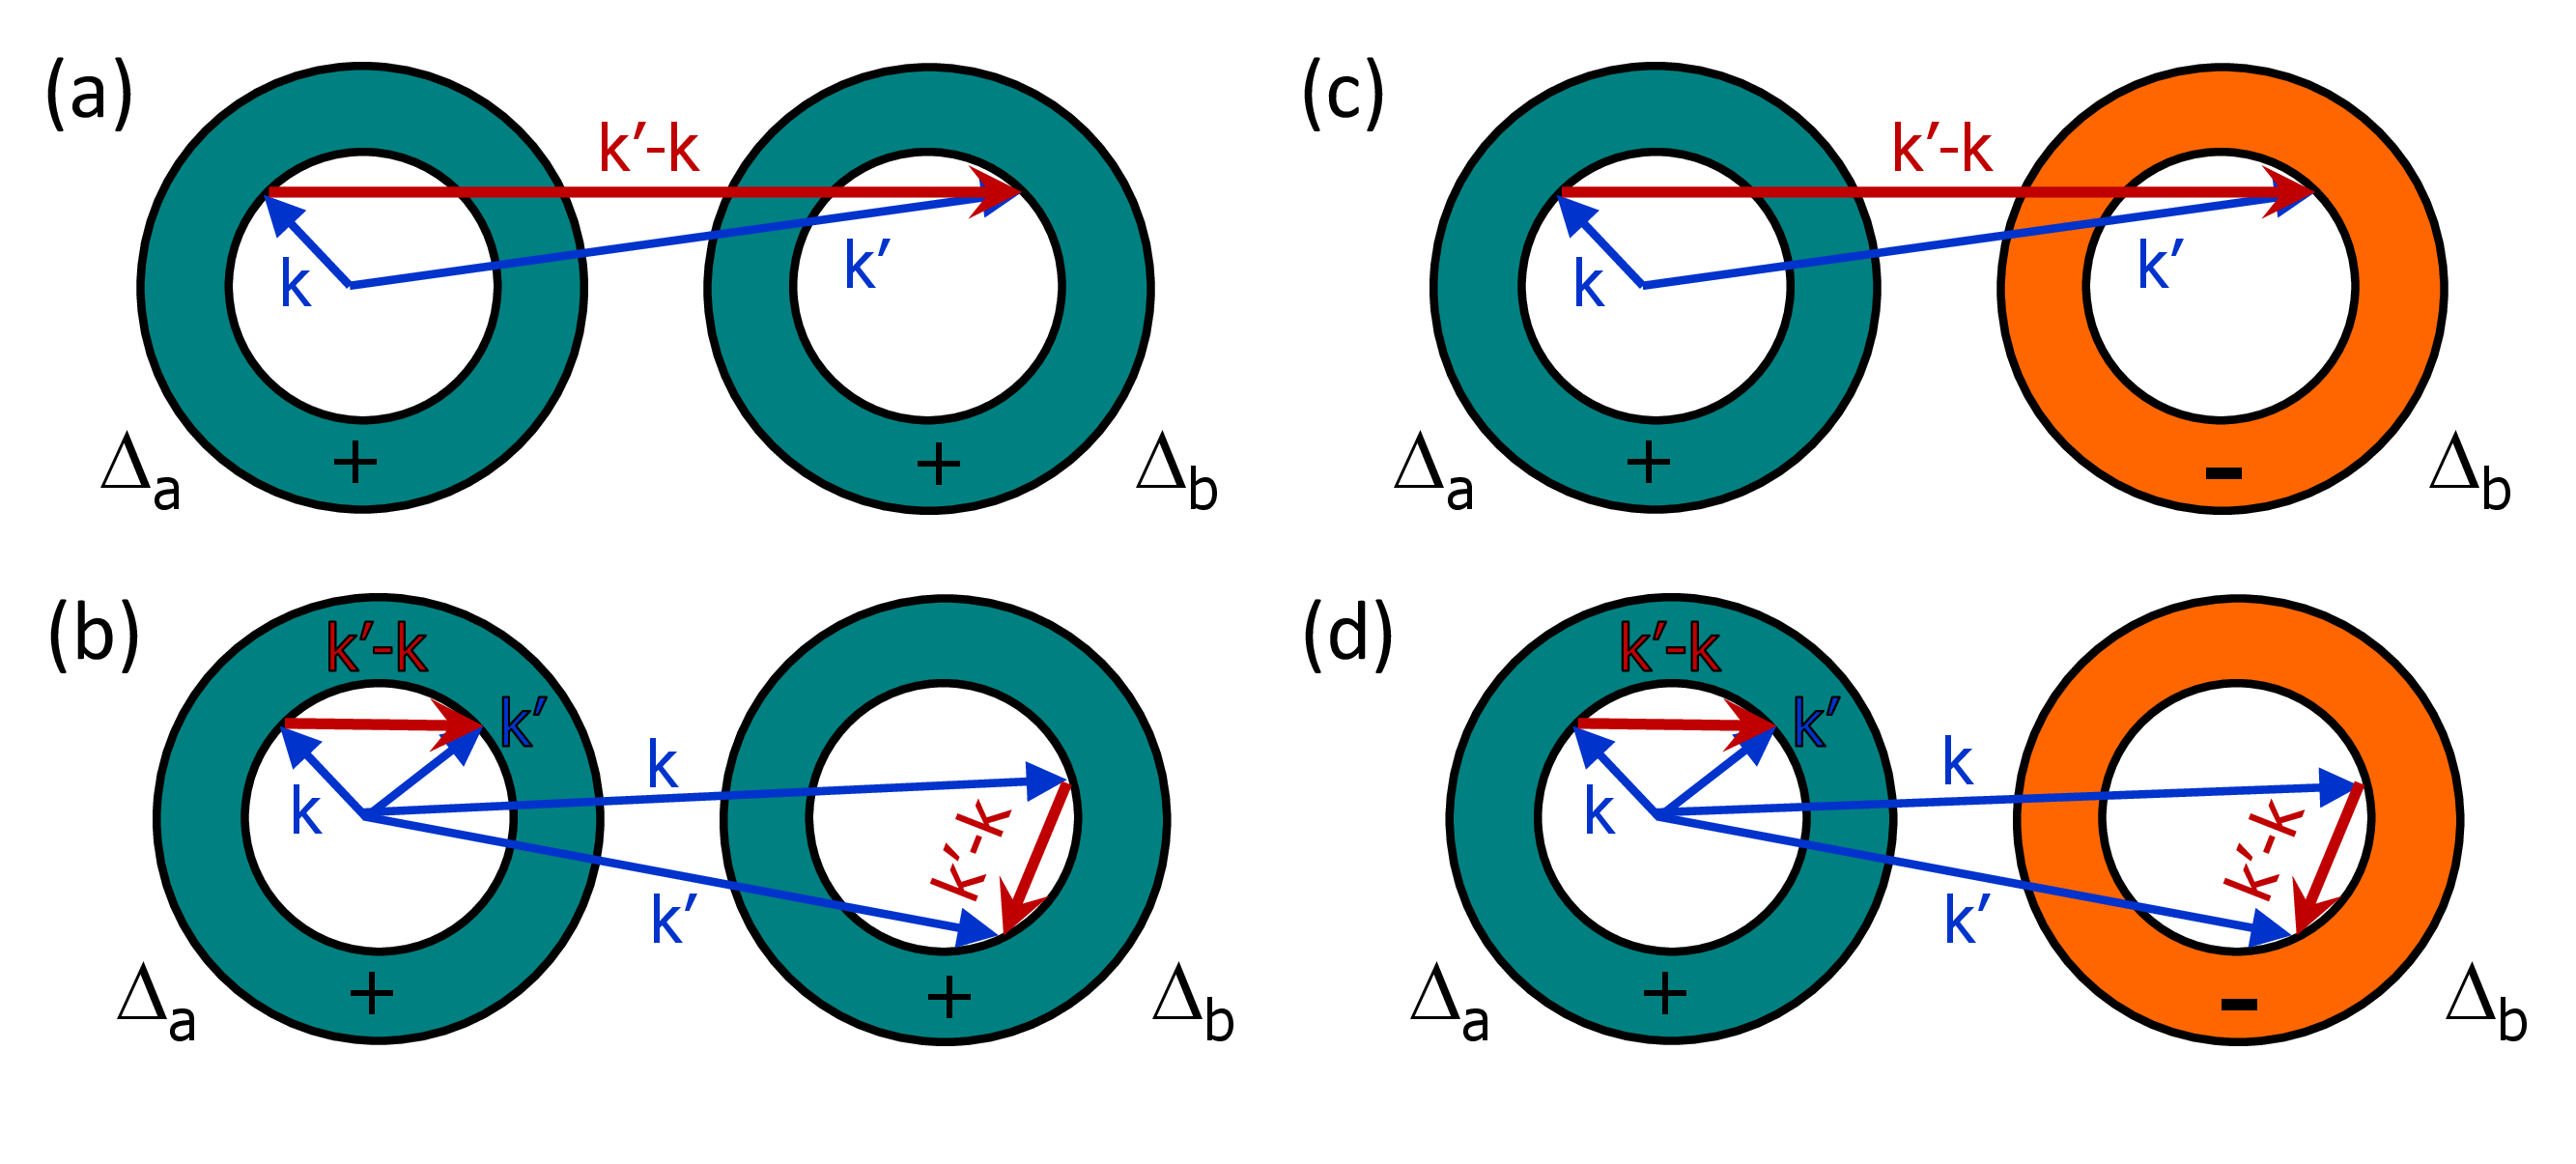 (a)
k′-k
k
k′
+
+
Δa
Δb
(c)
k′-k
k
k′
+
-
Δa
Δb
(b)
k′-k
k′
k
k
k′-k
k′
+
+
Δa
Δb
(d)
k′-k
k′
k
k
k′-k
k′
+
-
Δa
Δb